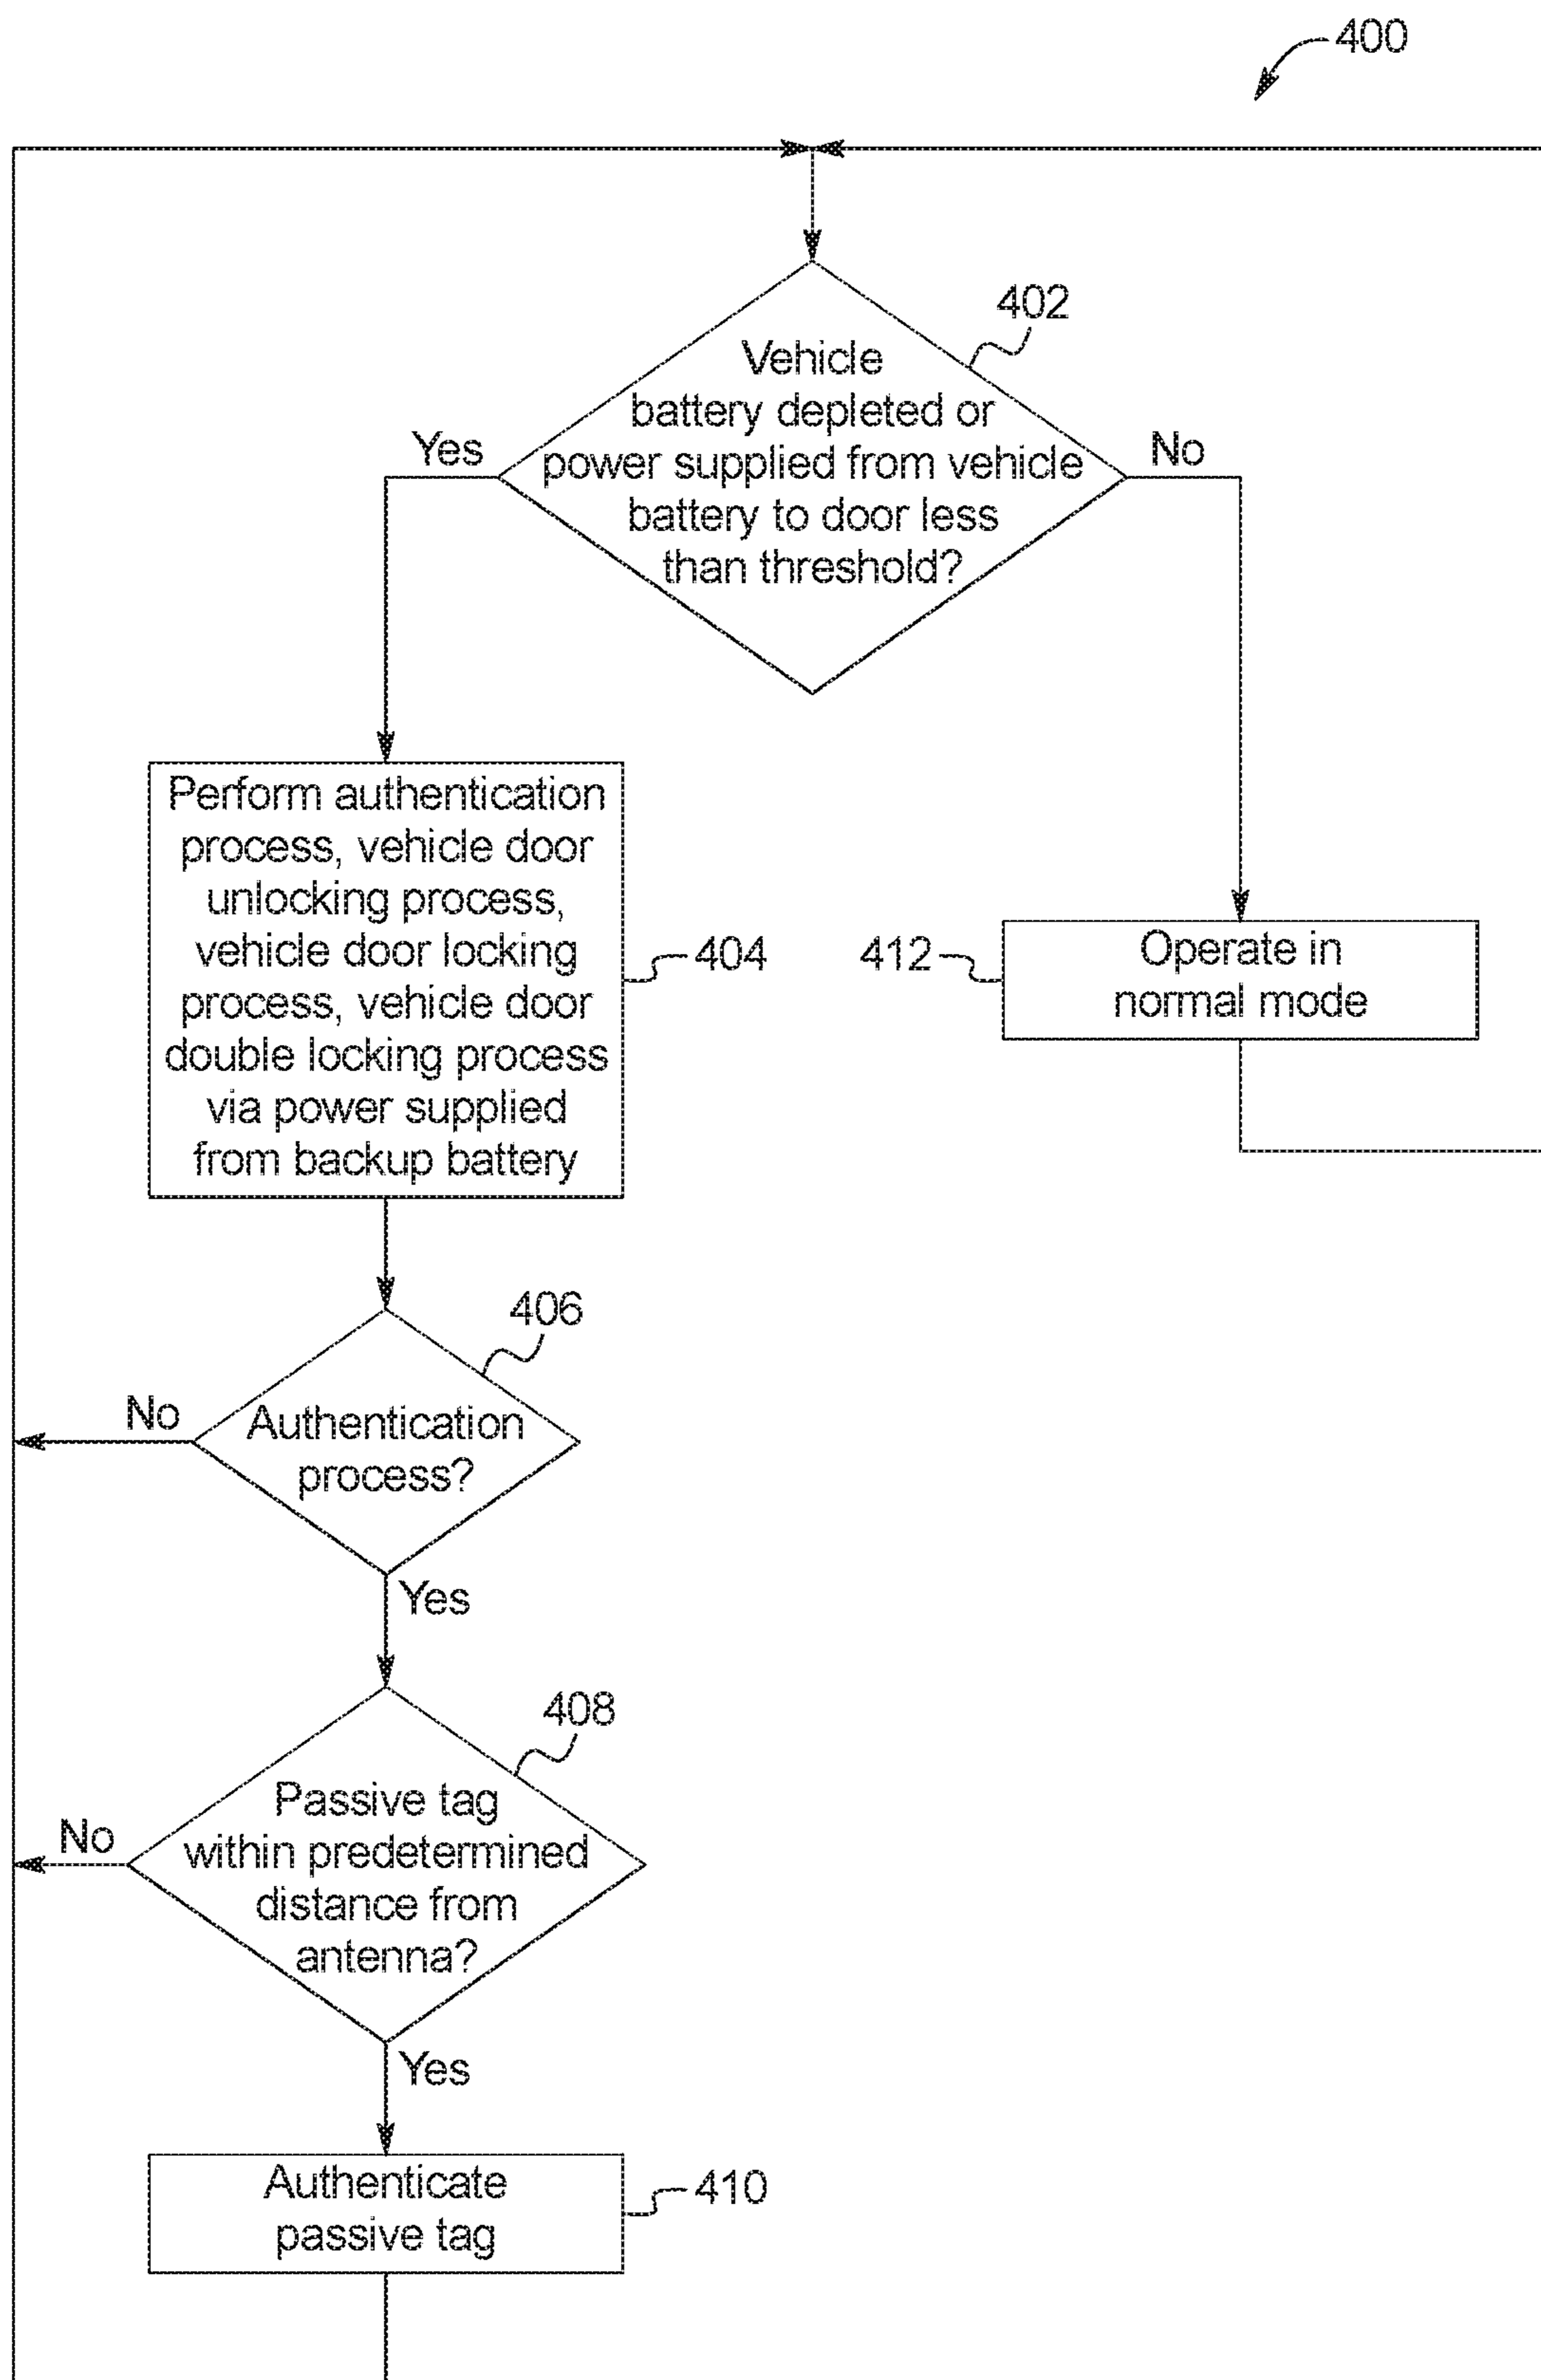 400
402
Vehicle
battery depleted or
power supplied from vehicle
battery to door less
than threshold?
Yes
No
Perform authentication
process, vehicle door
unlocking process,
vehicle door locking
process, vehicle door
double locking process
via power supplied
from backup battery
404
412
Operate in
normal mode
406
Authentication
process?
No
Yes
408
Passive tag
within predetermined
distance from
antenna?
No
Yes
Authenticate
passive tag
410